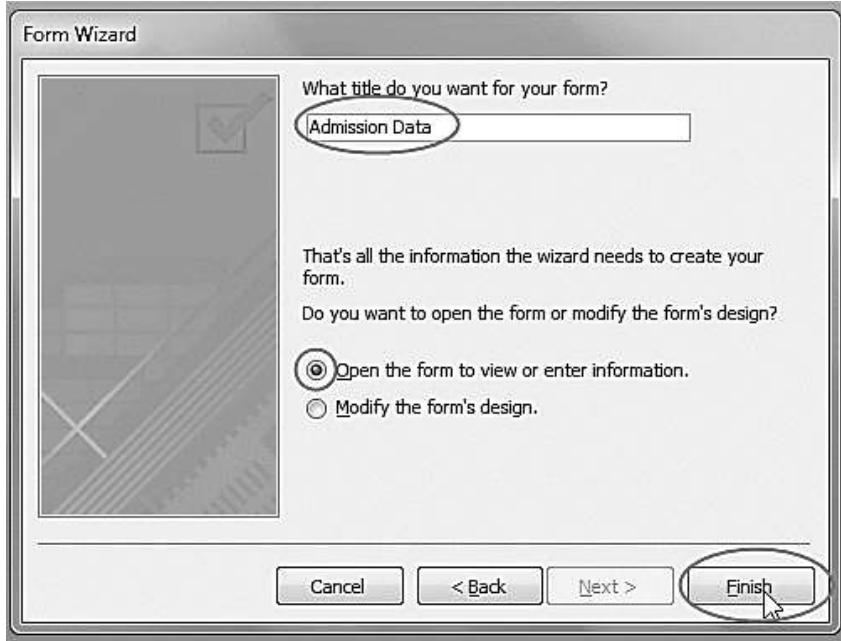 Form Wizard
What title do you want for your form?
Admission Data
That's all the information the wizard needs to create your
form.
Do you want to open the form or modify the form's design?
Open the form to view or enter information.
Modify the form's design.
Cancel
< Back
Next >
Finish